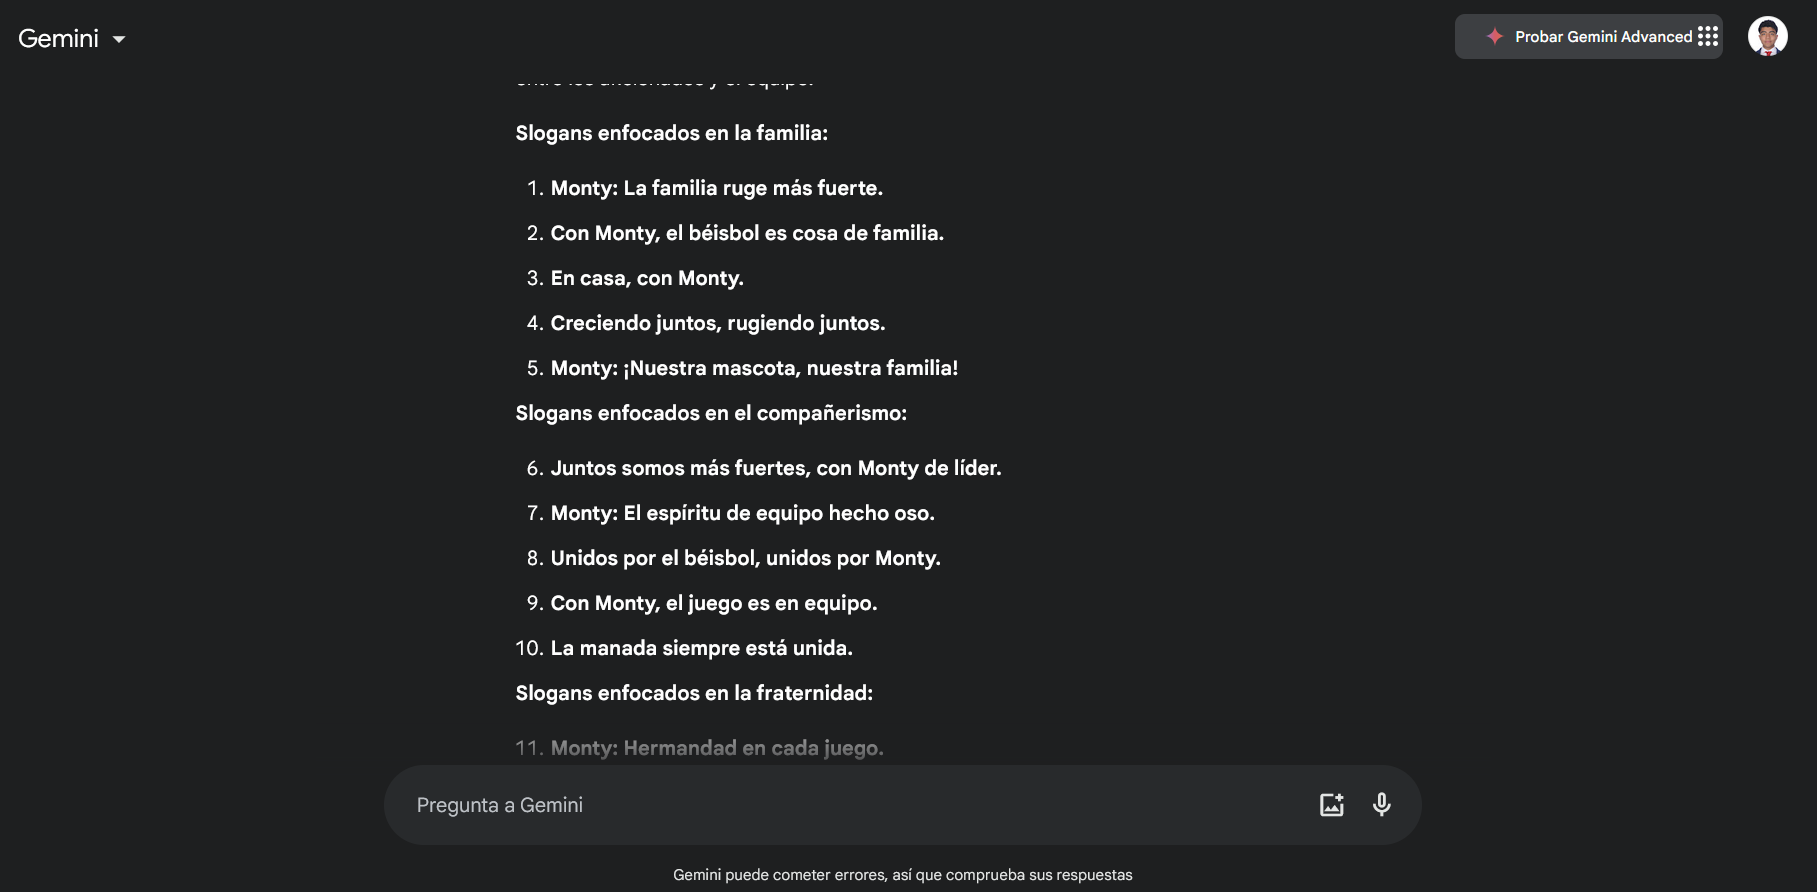 Gemini
Probar Gemini Advanced
Slogans enfocados en la familia:
1. Monty: La familia ruge más fuerte.
2. Con Monty, el béisbol es cosa de familia.
3. En casa, con Monty.
4. Creciendo juntos, rugiendo juntos.
5. Monty: ¡Nuestra mascota, nuestra familia!
Slogans enfocados en el compañerismo:
6. Juntos somos más fuertes, con Monty de líder.
7. Monty: El espíritu de equipo hecho oso.
8. Unidos por el béisbol, unidos por Monty.
9. Con Monty, el juego es en equipo.
10. La manada siempre está unida.
Slogans enfocados en la fraternidad:
11. Monty: Hermandad en cada juego.
Pregunta a Gemini
Gemini puede cometer errores, así que comprueba sus respuestas